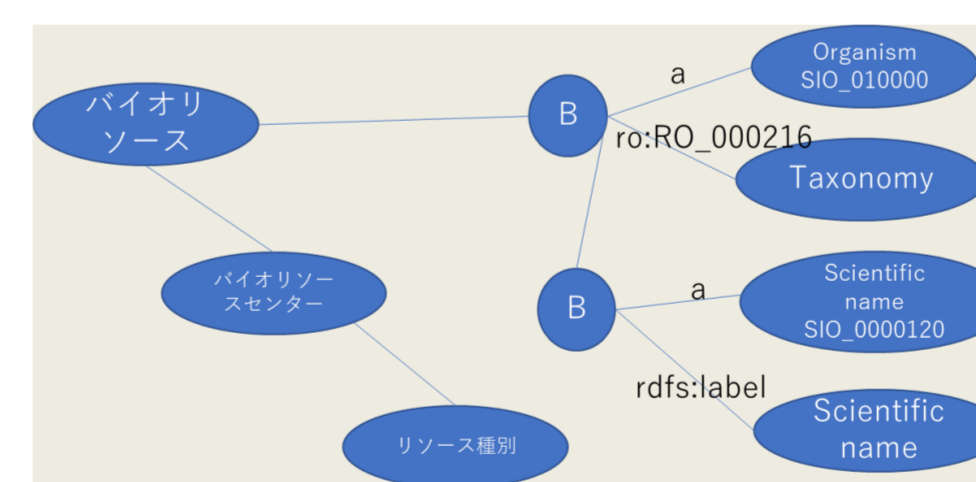 Organism
SIO_010000
a
バイオリ
ソース
B
ro:RO_000216
Taxonomy
バイオリソー
スセンター
Scientific
name
SIO_0000120
a
B
rdfs:label
Scientific
name
リソース種別